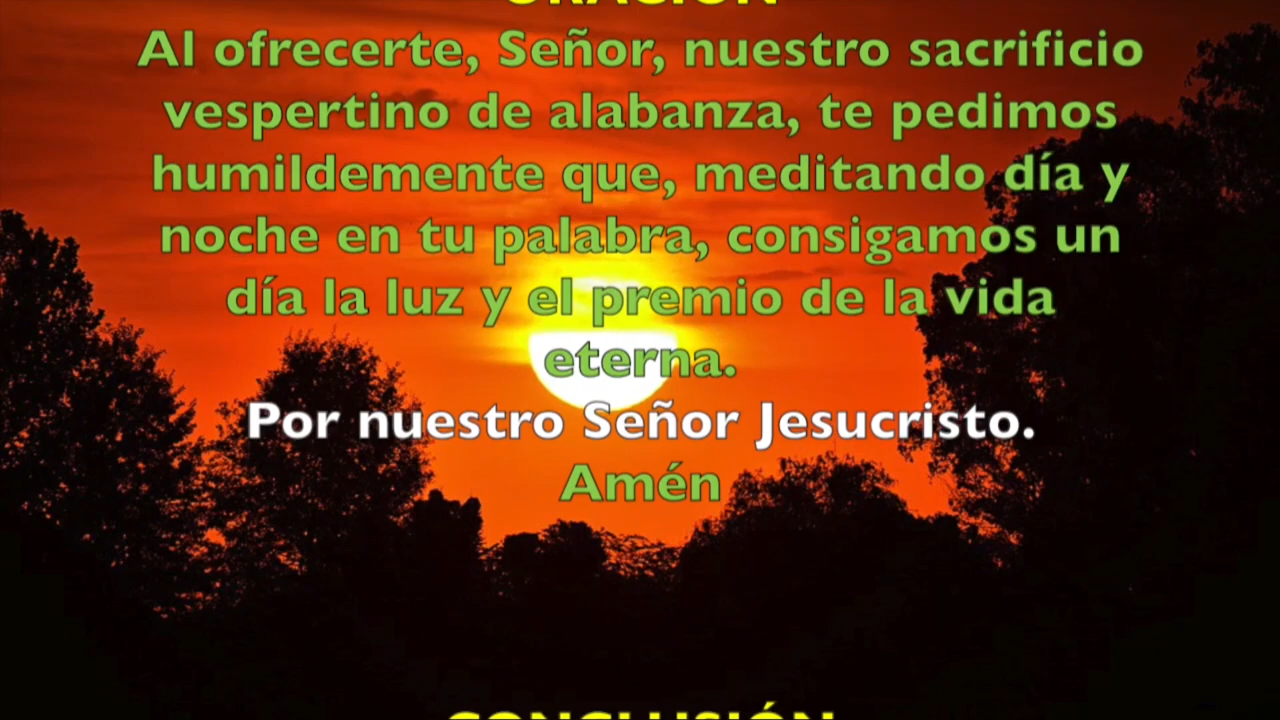 ORACIÓN
Al ofrecerte, Señor, nuestro sacrificio
vespertino de alabanza, te pedimos
humildemente que, meditando día y
noche en tu palabra, consigamos un
día la luz y el premio de la vida
eterna.
Por nuestro Señor Jesucristo.
Amén
CONCLUSIÓN